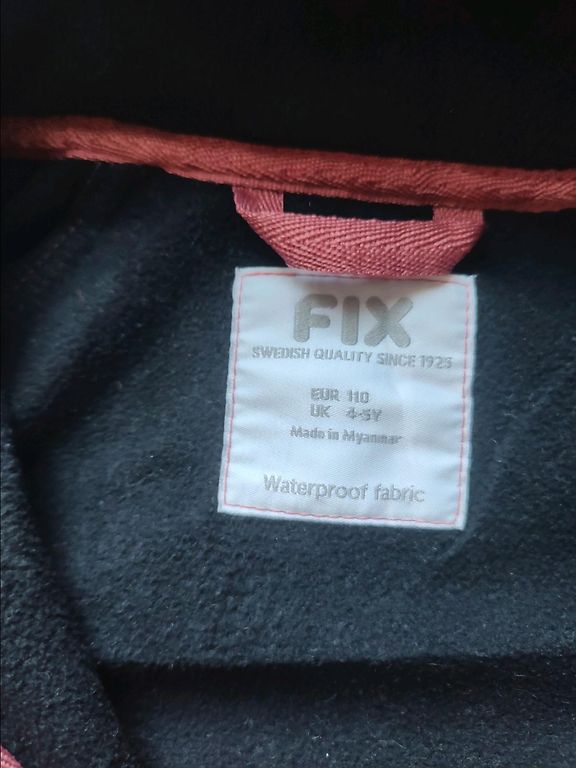 FIX
SWEDISH QUALITY SINCE 1925
EUR 110
UK 4-5Y
Made in Myanmar
Waterproof fabric